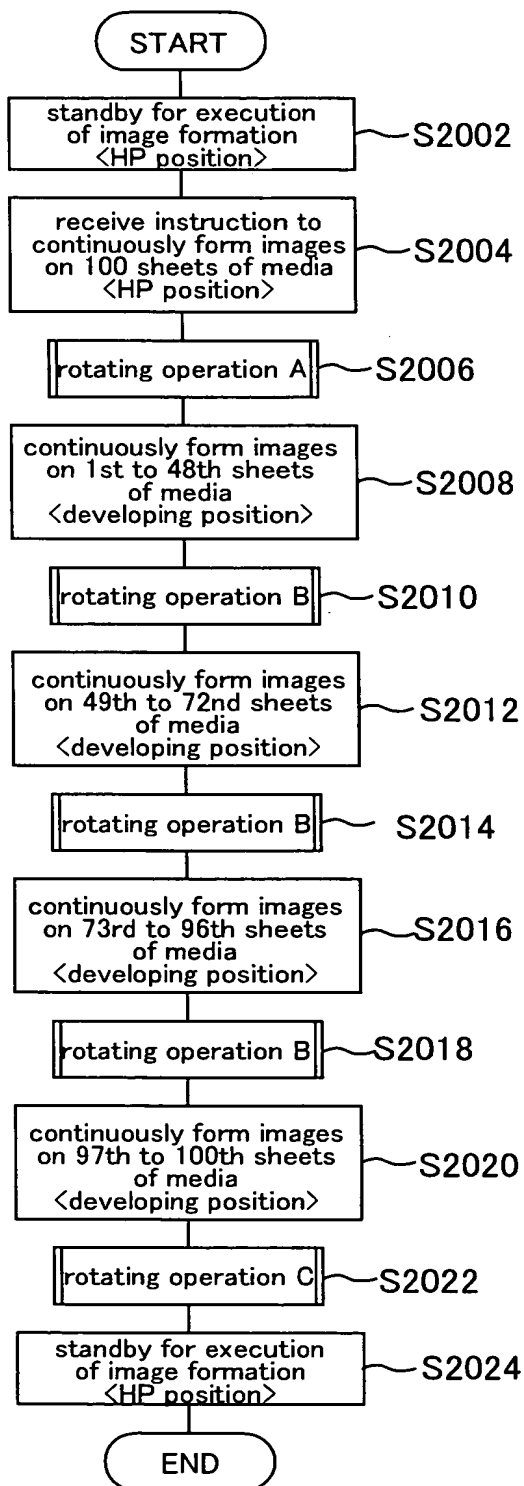 START
standby for execution
of image formation
<HP position>
S2002
receive instruction to
continuously form images
on 100 sheets of media
<HP position>
S2004
rotating operation A
S2006
continuously form images
on 1st to 48th sheets
of media
<developing position>
S2008
rotating operation B
S2010
continuously form images
on 49th to 72nd sheets
of media
<developing position>
S2012
rotating operation B
S2014
continuously form images
on 73rd to 96th sheets
of media
<developing position>
S2016
rotating operation B
S2018
continuously form images
on 97th to 100th sheets
of media
<developing position>
S2020
rotating operation C
S2022
standby for execution
of image formation
<HP position>
S2024
END